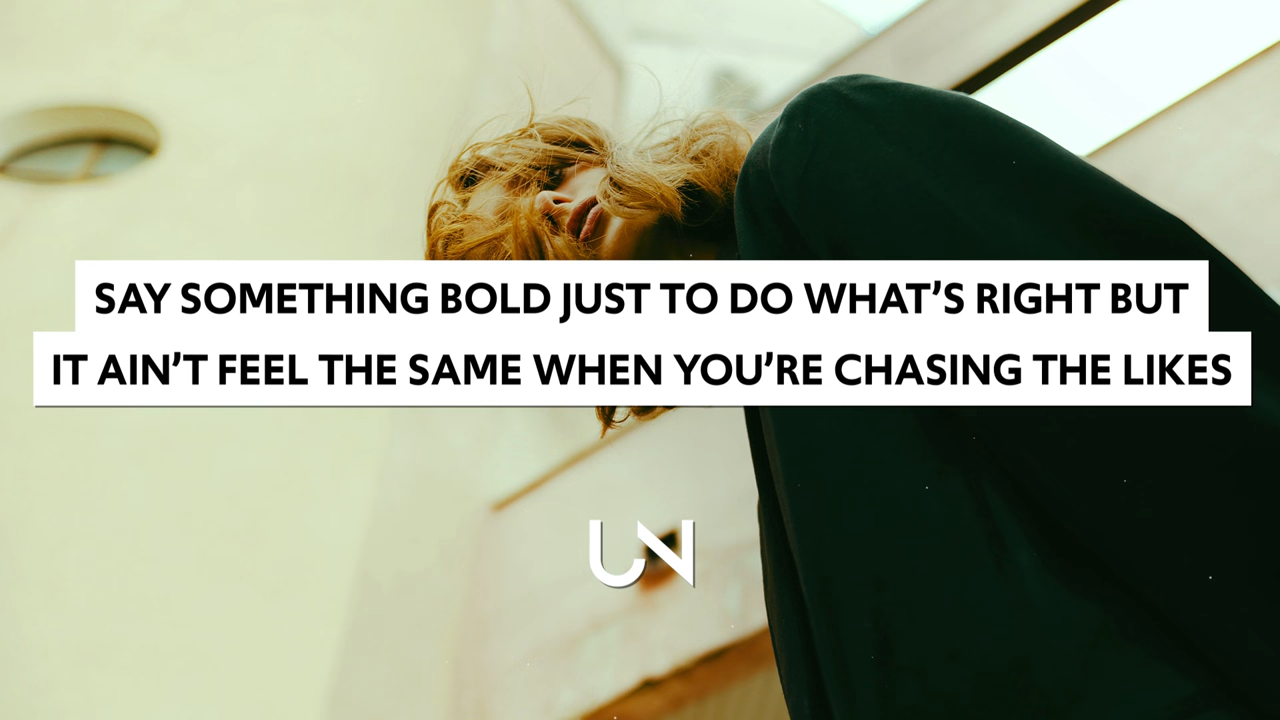 SAY SOMETHING BOLD JUST TO DO WHAT’S RIGHT BUT
IT AIN’T FEEL THE SAME WHEN YOU’RE CHASING THE LIKES
UN